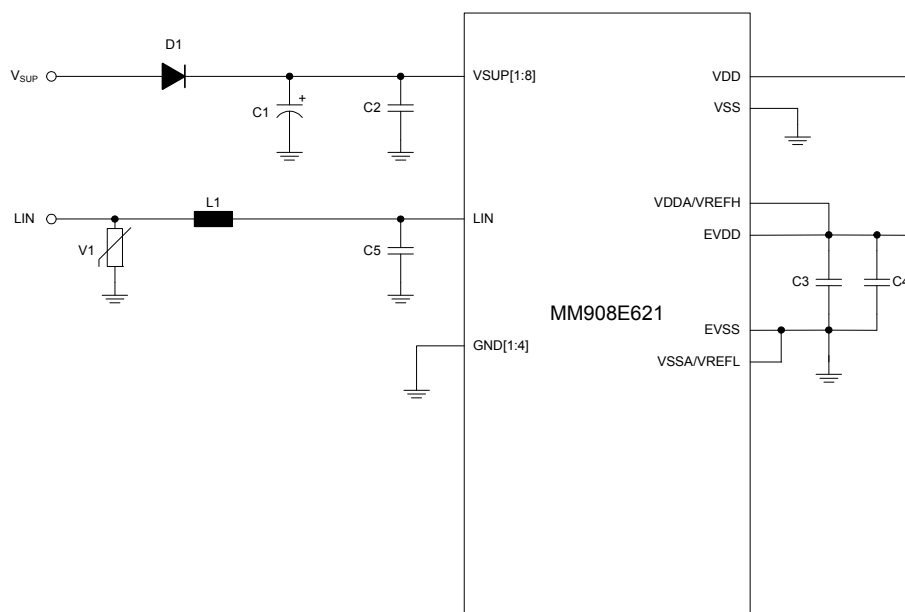 D1
VSUP
VSUP[1:8]
VDD
+
C1
C2
VSS
VDDA/VREFH
LIN
L1
LIN
EVDD
V1
C5
C3
C4
MM908E621
EVSS
GND[1:4]
VSSA/VREFL